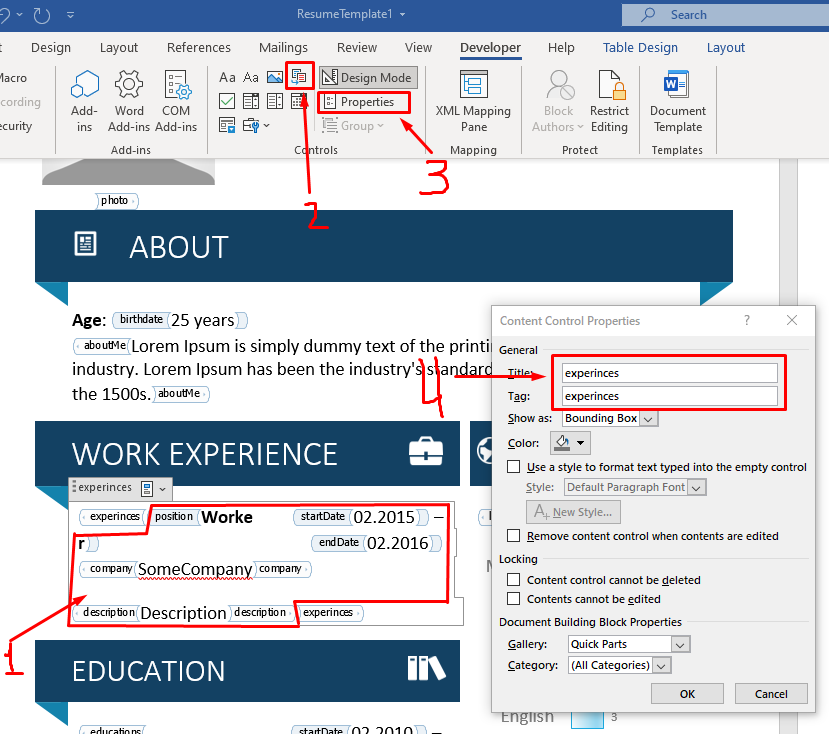 ResumeTemplate1
Search
Design Layout References Mailings Review View Developer Help Table Design Layout
Macro
cording
ecurity
Add-
ins
Word
Add-ins
COM
Add-ins
Add-ins
Aa Aa
Design Mode
Properties
Group
Controls
XML Mapping
Pane
Mapping
Block
Authors
Restrict
Editing
Protect
Document
Template
Templates
2
3
photo
ABOUT
Age: birthdate 25 years
aboutMe Lorem Ipsum is simply dummy text of the printin
industry. Lorem Ipsum has been the industry's standard
the 1500s. aboutMe
4
WORK EXPERIENCE
experinces
experinces position Worke startDate 02.2015 –
r endDate 02.2016
company SomeCompany company
description Description description experinces
1
EDUCATION
educations startDate 02.2010 –
Content Control Properties ?
General
Title: experinces
Tag: experinces
Show as: Bounding Box
Color:
Use a style to format text typed into the empty control
Style: Default Paragraph Font
New Style...
Remove content control when contents are edited
Locking
Content control cannot be deleted
Contents cannot be edited
Document Building Block Properties
Gallery: Quick Parts
Category: (All Categories)
OK Cancel
English 3